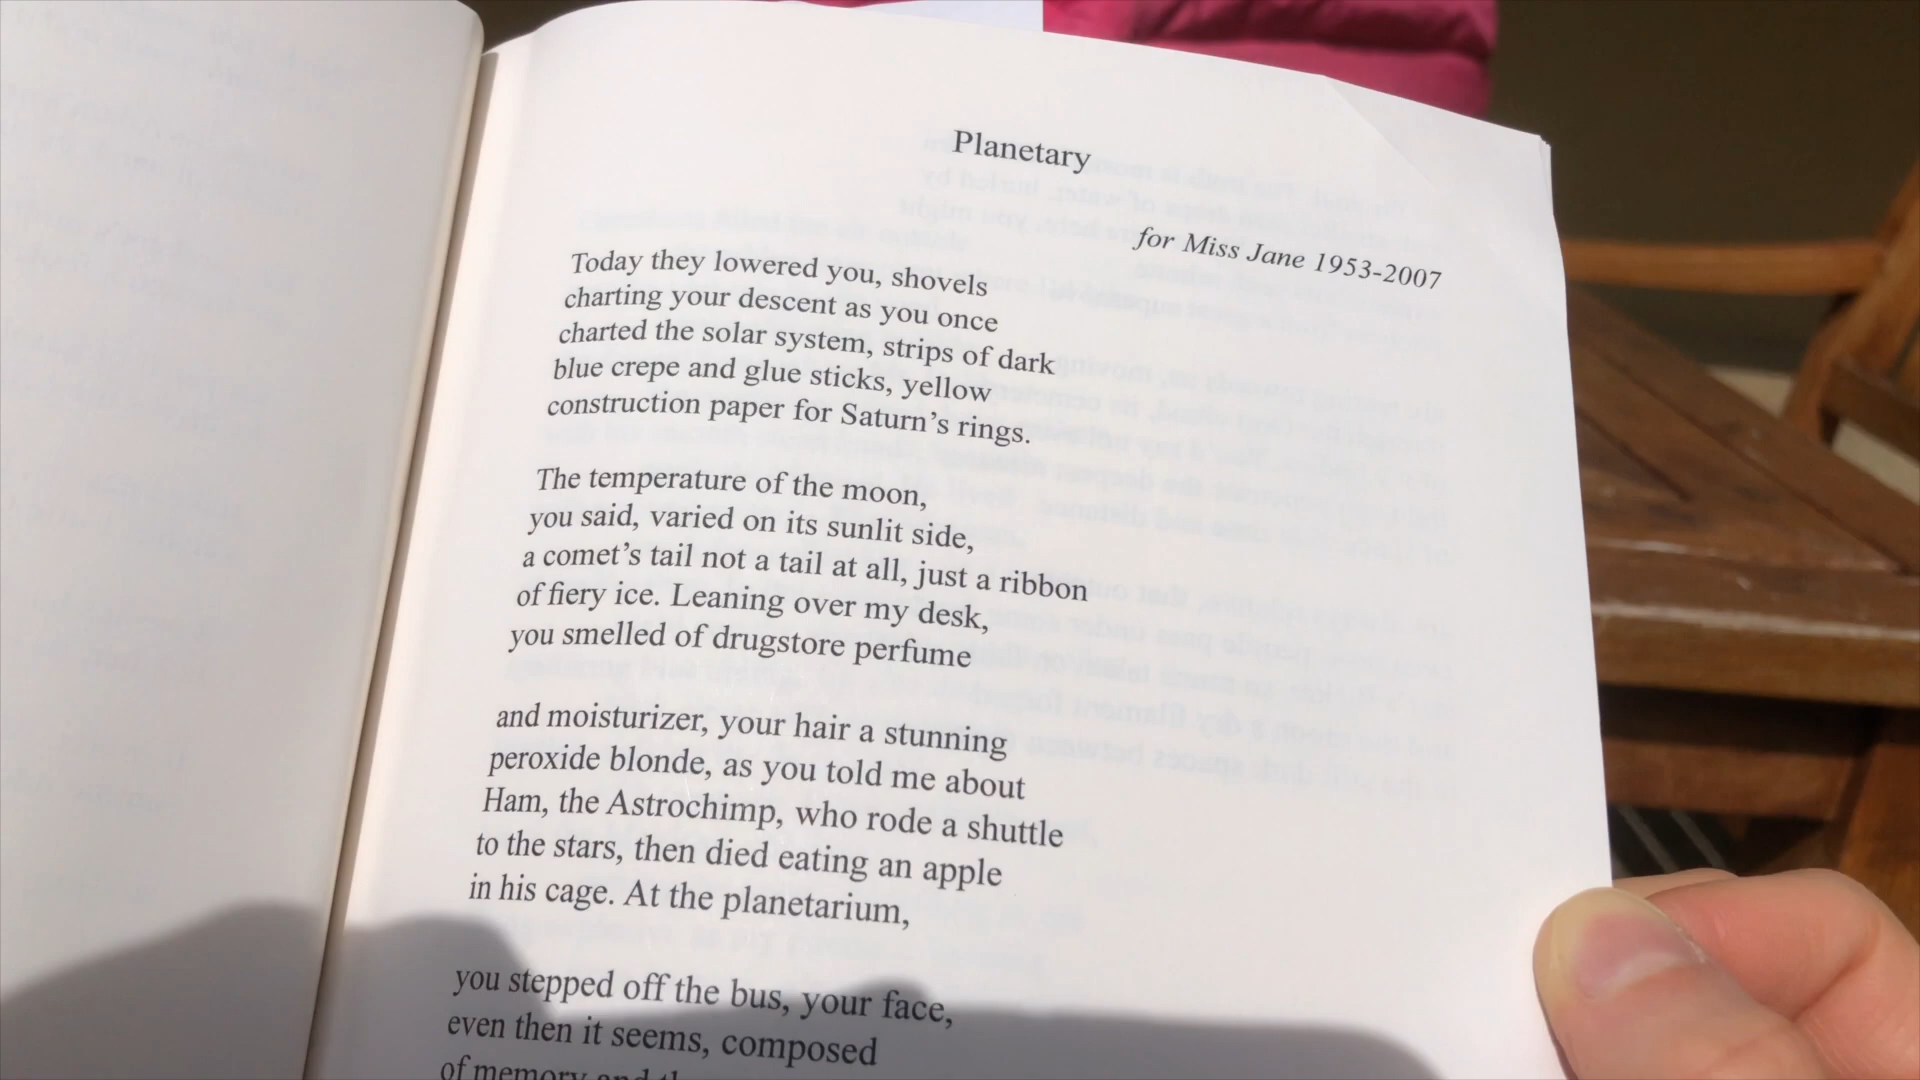 Planetary
for Miss Jane 1953-2007
Today they lowered you, shovels
charting your descent as you once
charted the solar system, strips of dark
blue crepe and glue sticks, yellow
construction paper for Saturn’s rings.
The temperature of the moon,
you said, varied on its sunlit side,
a comet’s tail not a tail at all, just a ribbon
of fiery ice. Leaning over my desk,
you smelled of drugstore perfume
and moisturizer, your hair a stunning
peroxide blonde, as you told me about
Ham, the Astrochimp, who rode a shuttle
to the stars, then died eating an apple
in his cage. At the planetarium,
you stepped off the bus, your face,
even then it seems, composed
of memory and